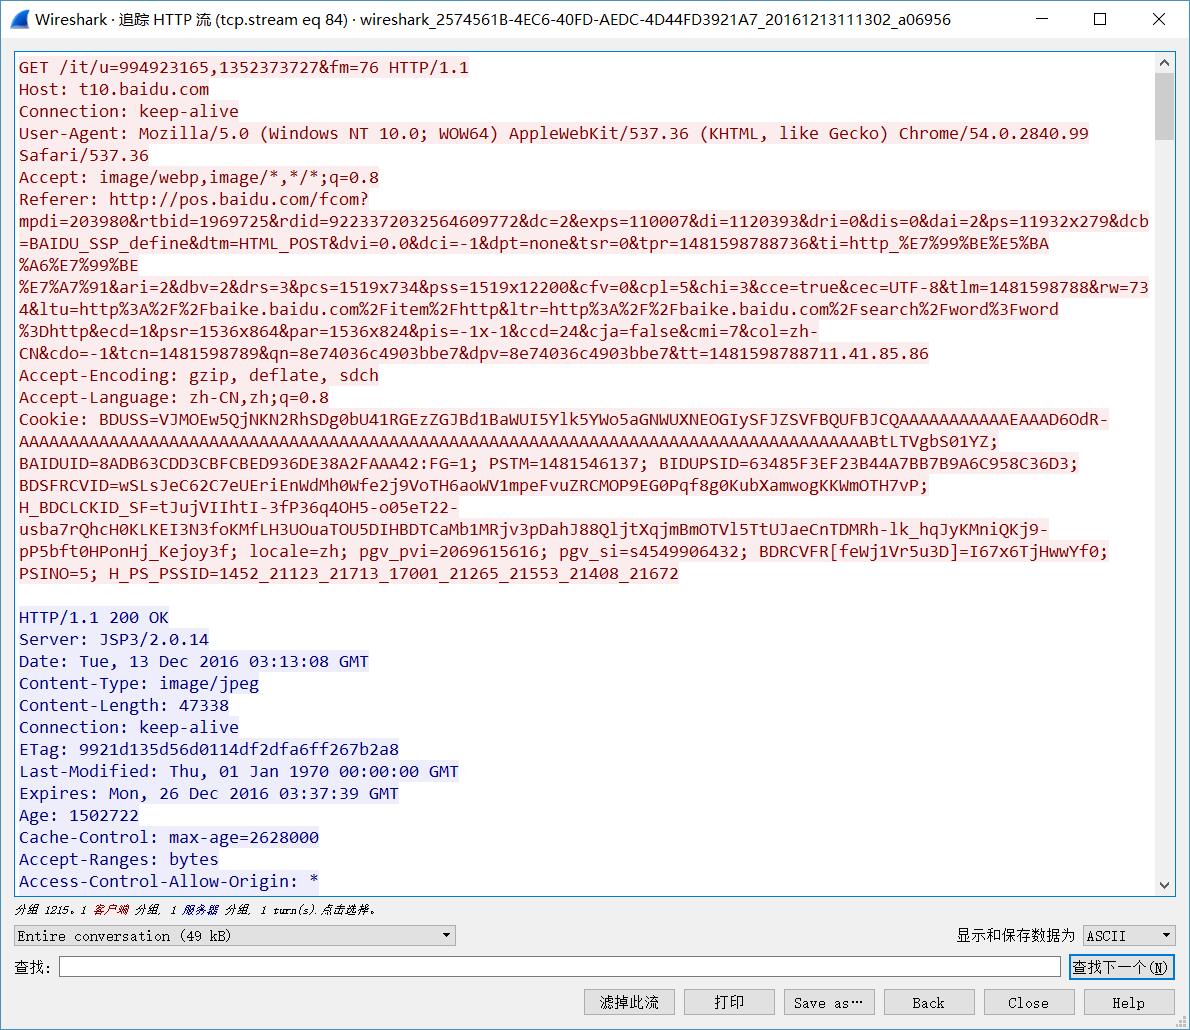 Wireshark · 追踪 HTTP 流 (tcp.stream eq 84) · wireshark_2574561B-4EC6-40FD-AEDC-4D44FD3921A7_20161213111302_a06956
GET /it/u=994923165,1352373727&fm=76 HTTP/1.1
Host: t10.baidu.com
Connection: keep-alive
User-Agent: Mozilla/5.0 (Windows NT 10.0; WOW64) AppleWebKit/537.36 (KHTML, like Gecko) Chrome/54.0.2840.99
Safari/537.36
Accept: image/webp,image/*,*/*;q=0.8
Referer: http://pos.baidu.com/fcom?
mpdi=203980&rtbid=1969725&rdid=9223372032564609772&dc=2&exps=110007&di=1120393&dri=0&dis=0&dai=2&ps=11932x279&dcb
=BAIDU_SSP_define&dtm=HTML_POST&dvi=0.0&dci=-1&dpt=none&tsr=0&tpr=1481598788736&ti=http_%E7%99%BE%E5%BA
%A6%E7%99%BE
%E7%A7%91&ari=2&dbv=2&drs=3&pcs=1519x734&pss=1519x12200&cfv=0&cpl=5&chi=3&cce=true&cec=UTF-8&tlm=1481598788&rw=73
4&ltu=http%3A%2F%2Fbaike.baidu.com%2Fitem%2Fhttp&ltr=http%3A%2F%2Fbaike.baidu.com%2Fsearch%2Fword%3Fword
%3Dhttp&ecd=1&psr=1536x864&par=1536x824&pis=-1x-1&ccd=24&cja=false&cmi=7&col=zh-
CN&cdo=-1&tcn=1481598789&qn=8e74036c4903bbe7&dpv=8e74036c4903bbe7&tt=1481598788711.41.85.86
Accept-Encoding: gzip, deflate, sdch
Accept-Language: zh-CN,zh;q=0.8
Cookie: BDUSS=VJMOEw5QjNKN2RhSDg0bU41RGEzZGJBd1BaWUI5Ylk5YWo5aGNWUXNEOGIySFJZSVFBQUFBJCQAAAAAAAAAAAEAAAD6OdR-
AAAAAAAAAAAAAAAAAAAAAAAAAAAAAAAAAAAAAAAAAAAAAAAAAAAAAAAAAAAAAAAAAAAAAAAAAAAAAAAAAAAAABtLTVgbS01YZ;
BAIDUID=8ADB63CDD3CBFCBED936DE38A2FAAA42:FG=1; PSTM=1481546137; BIDUPSID=63485F3EF23B44A7BB7B9A6C958C36D3;
BDSFRCVID=wSLsJeC62C7eUEriEnWdMh0Wfe2j9VoTH6aoWV1mpeFvuZRCMOP9EG0Pqf8g0KubXamwogKKWmOTH7vP;
H_BDCLCKID_SF=tJujVIIhtI-3fP36q4OH5-o05eT22-
usba7rQhcH0KLKEI3N3foKMfLH3UOuaTOU5DIHBDTCaMb1MRjv3pDahJ88QljtXqjmBmOTVl5TtUJaeCnTDMRh-lk_hqJyKMniQKj9-
pP5bft0HPonHj_Kejoy3f; locale=zh; pgv_pvi=2069615616; pgv_si=s4549906432; BDRCVFR[feWj1Vr5u3D]=I67x6TjHwwYf0;
PSINO=5; H_PS_PSSID=1452_21123_21713_17001_21265_21553_21408_21672
HTTP/1.1 200 OK
Server: JSP3/2.0.14
Date: Tue, 13 Dec 2016 03:13:08 GMT
Content-Type: image/jpeg
Content-Length: 47338
Connection: keep-alive
ETag: 9921d135d56d0114df2dfa6ff267b2a8
Last-Modified: Thu, 01 Jan 1970 00:00:00 GMT
Expires: Mon, 26 Dec 2016 03:37:39 GMT
Age: 1502722
Cache-Control: max-age=2628000
Accept-Ranges: bytes
Access-Control-Allow-Origin: *
分组 1215。1 客户端 分组, 1 服务器 分组, 1 turn(s).点击选择。
Entire conversation (49 kB) 显示和保存数据为 ASCII
查找: 查找下一个(N)
滤掉此流 打印 Save as… Back Close Help